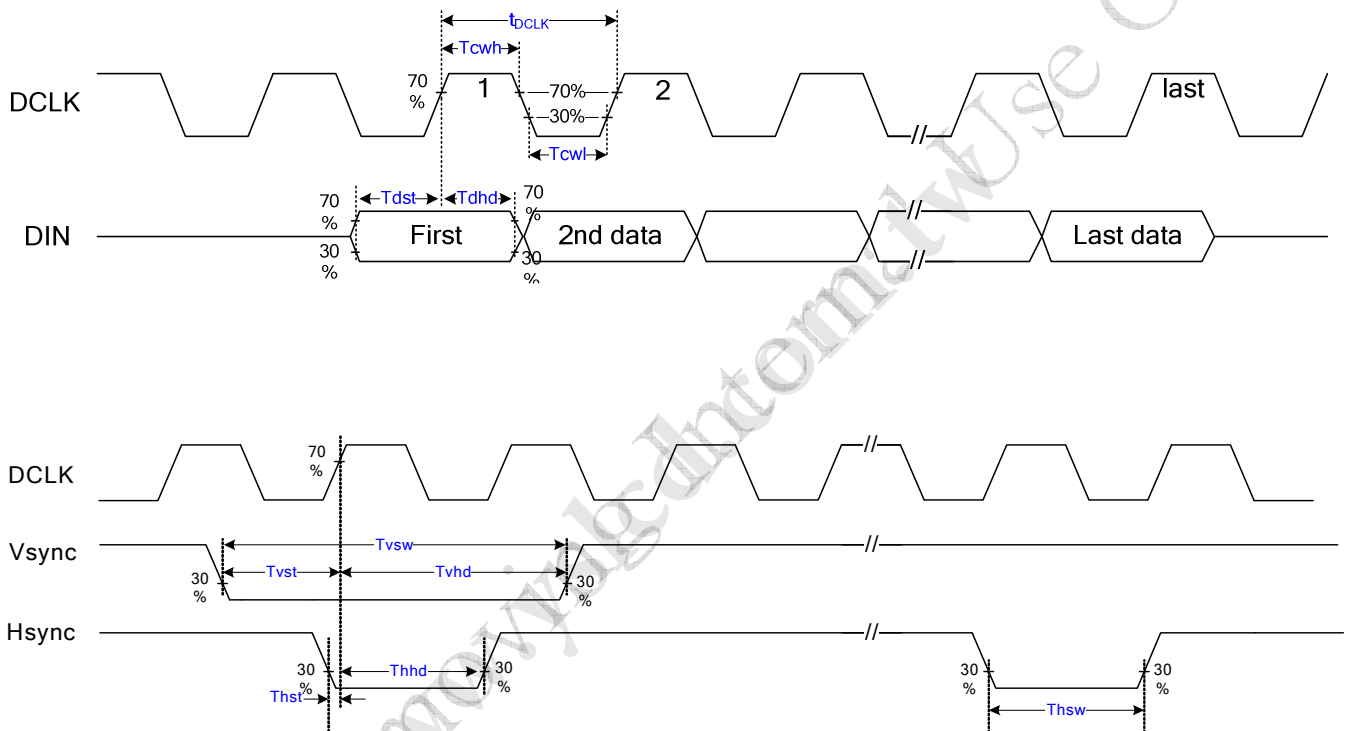 tDCLK
Tcwh
DCLK
70 %
1
70%
30%
2
last
Tcwl
DIN
70 %
30 %
Tdst
Tdhd
70 %
30 %
First
2nd data
Last data
DCLK
70 %
Vsync
Tvsw
30 %
Tvst
Tvhd
30 %
Hsync
30 %
Thhd
30 %
Thst
30 %
30 %
Thsw
Use